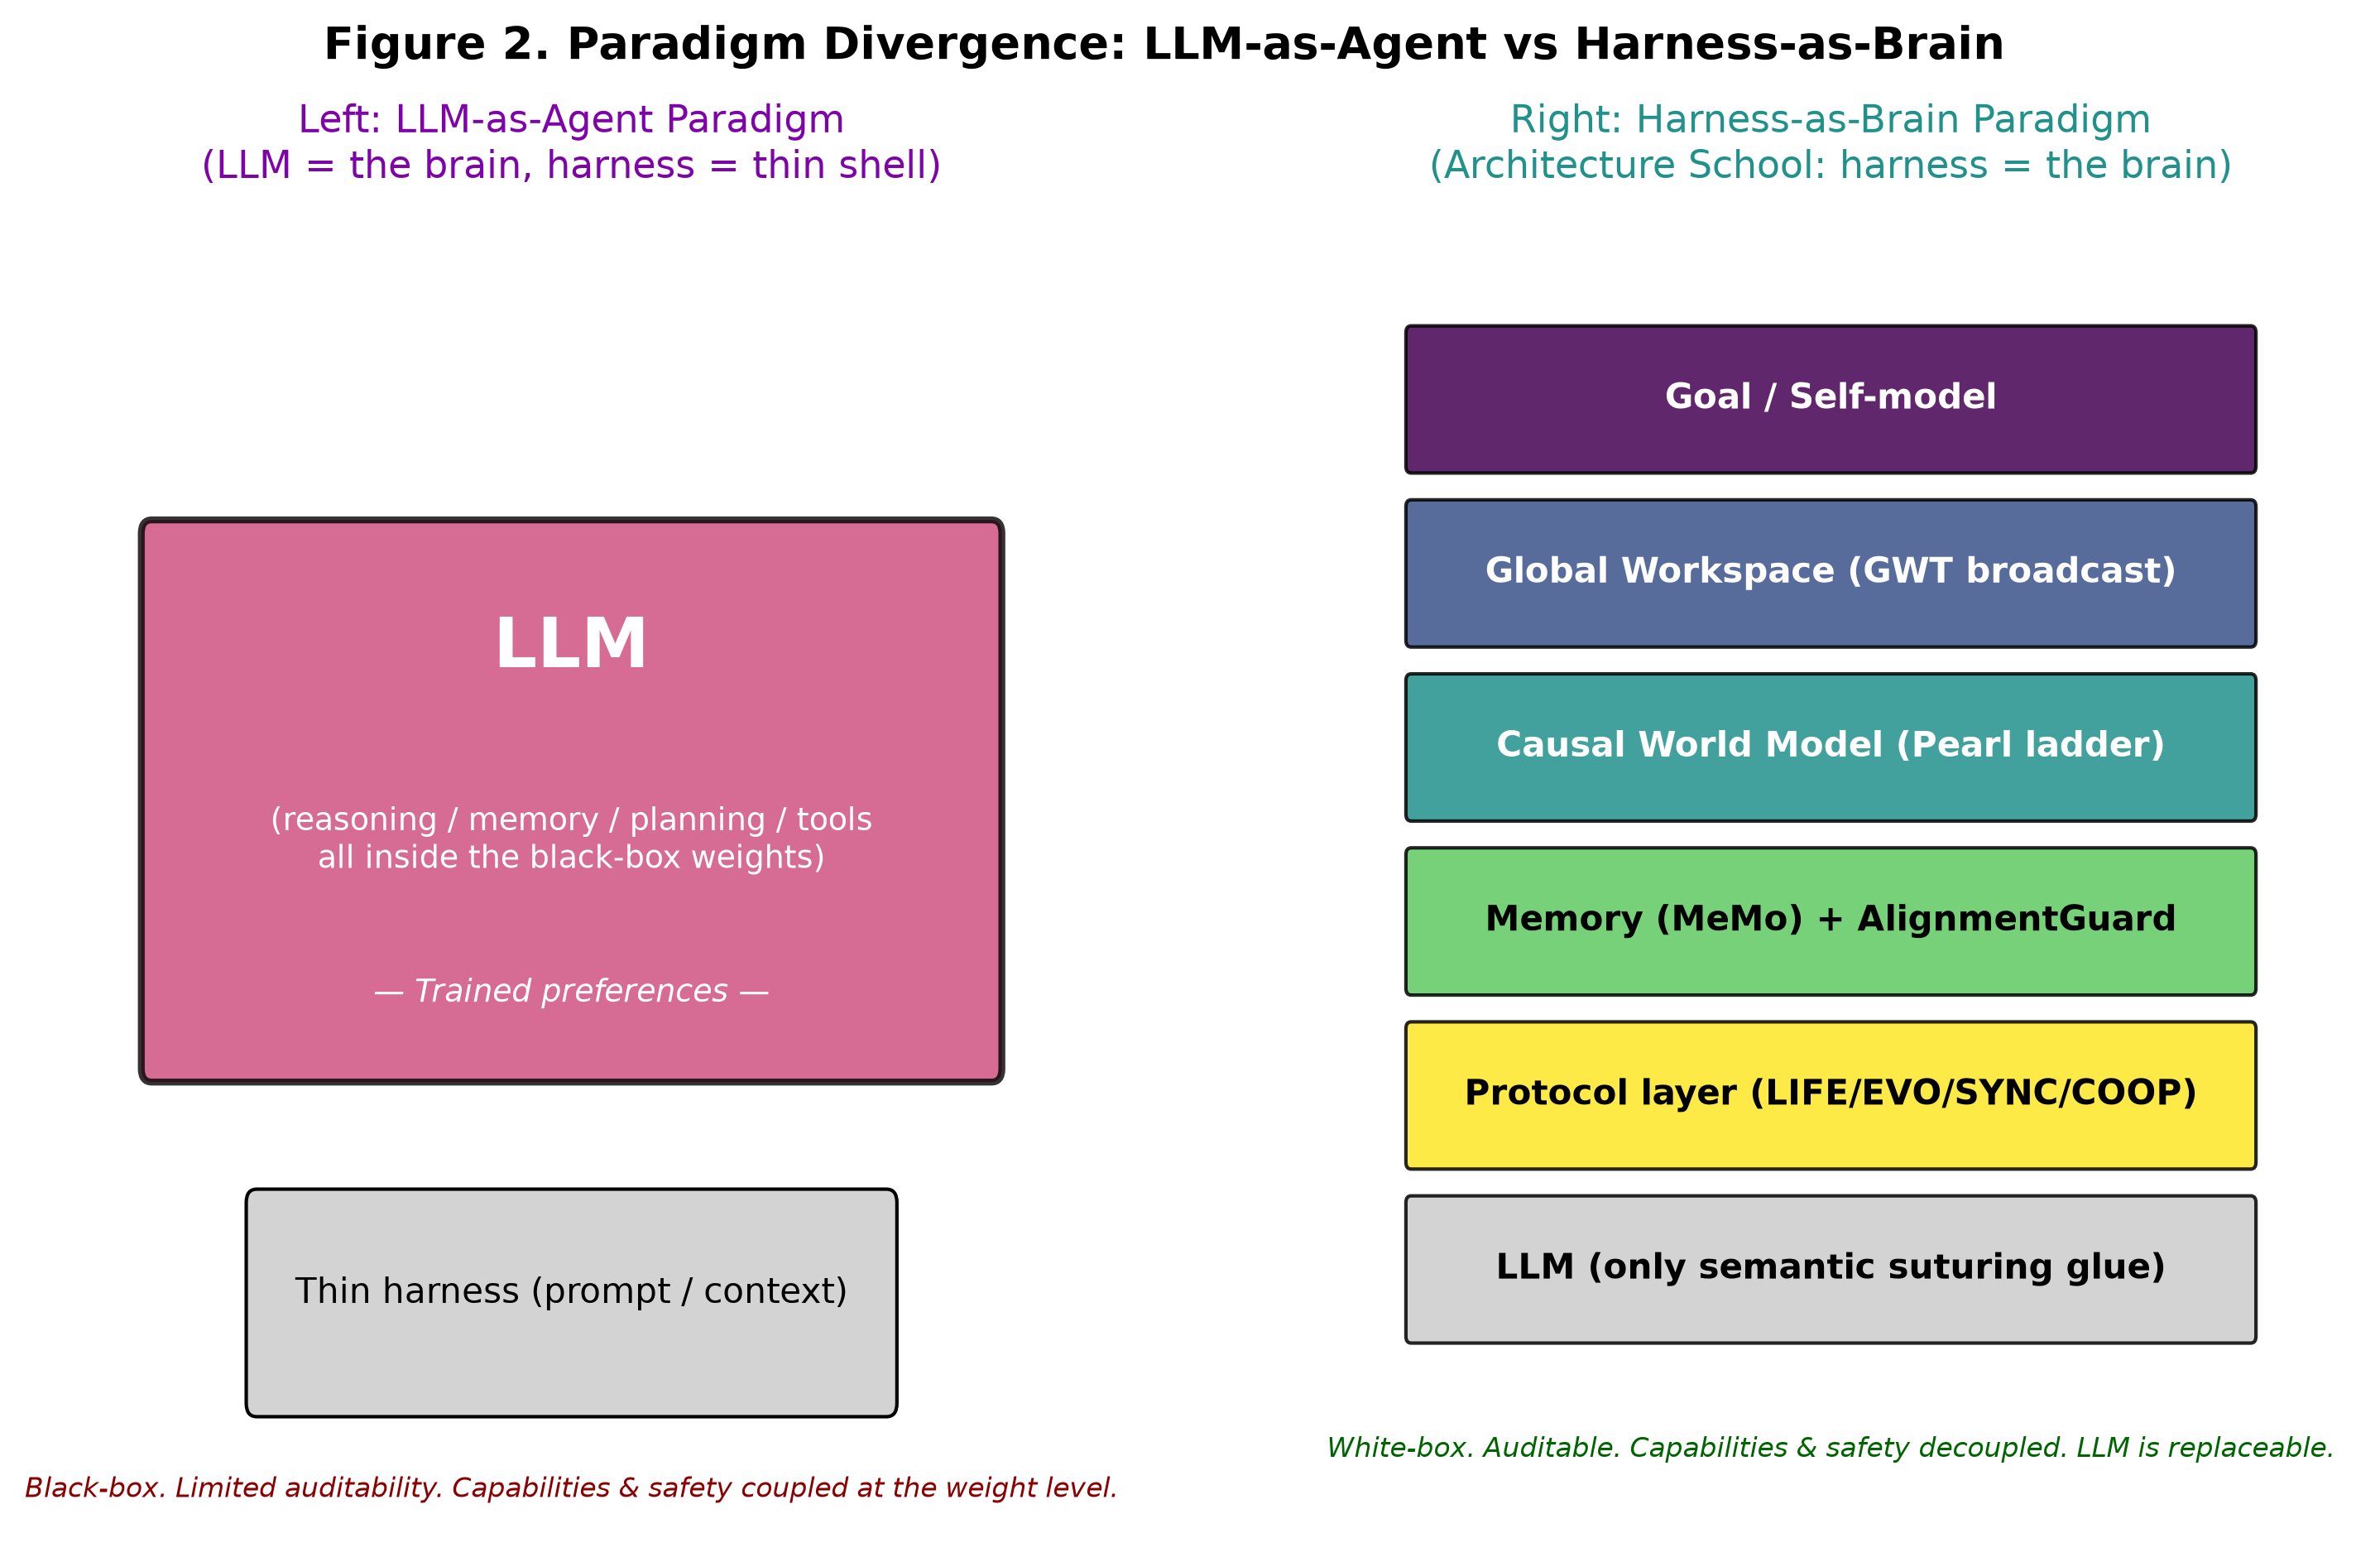 Figure 2. Paradigm Divergence: LLM-as-Agent vs Harness-as-Brain
Left: LLM-as-Agent Paradigm
(LLM = the brain, harness = thin shell)
LLM
(reasoning / memory / planning / tools
all inside the black-box weights)
— Trained preferences —
Thin harness (prompt / context)
Black-box. Limited auditability. Capabilities & safety coupled at the weight level.
Right: Harness-as-Brain Paradigm
(Architecture School: harness = the brain)
Goal / Self-model
Global Workspace (GWT broadcast)
Causal World Model (Pearl ladder)
Memory (MeMo) + AlignmentGuard
Protocol layer (LIFE/EVO/SYNC/COOP)
LLM (only semantic suturing glue)
White-box. Auditable. Capabilities & safety decoupled. LLM is replaceable.